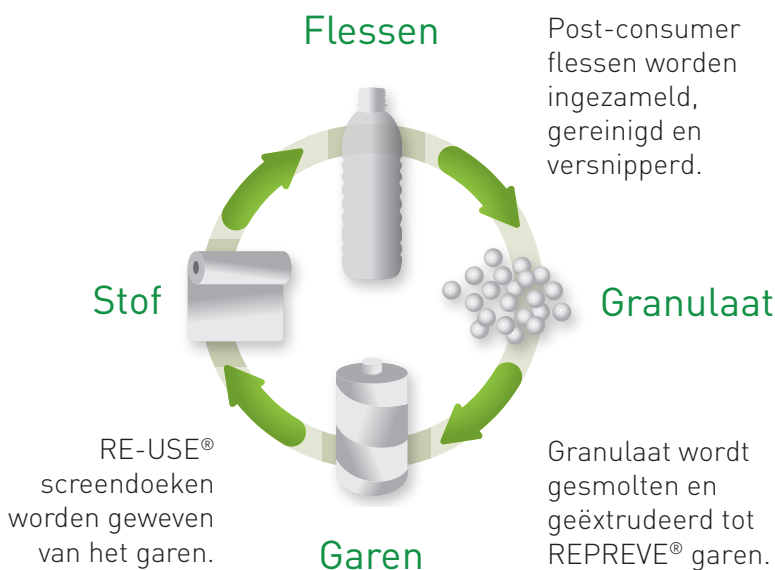 Flessen
Post-consumer
flessen worden
ingezameld,
gereinigd en
versnipperd.
Granulaat
Granulaat wordt
gesmolten en
geëxtrudeerd tot
REPREVE® garen.
Garen
RE-USE®
screendoeken
worden geweven
van het garen.
Stof